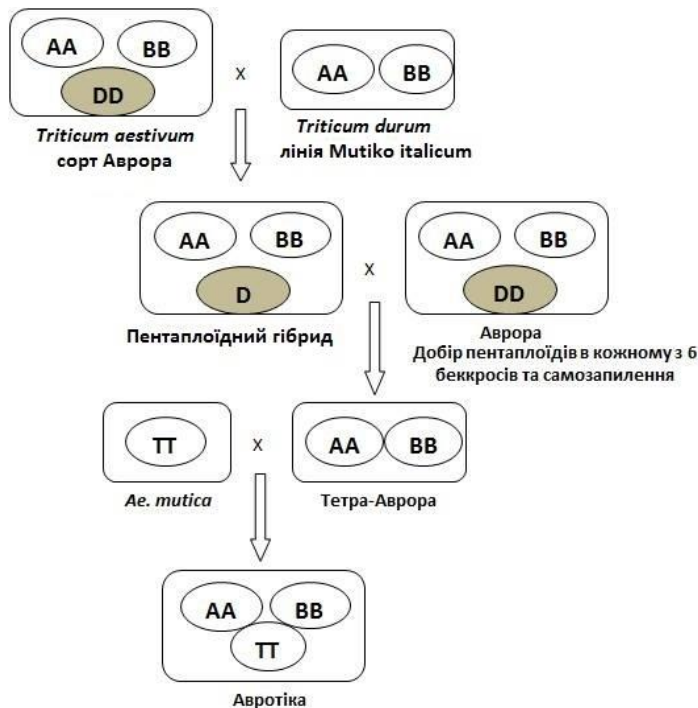 AA BB AA BB
DD
X
Triticum aestivum
сорт Аврора
Triticum durum
лінія Mutiko italicum
AA BB AA BB
D X DD
Пентаплоїдний гібрид
Аврора
Добір пентаплоїдів в кожному з 6
беккросів та самозапилення
TT X AA BB
Ae. mutica
Тетра-Аврора
AA BB
TT
Авротіка